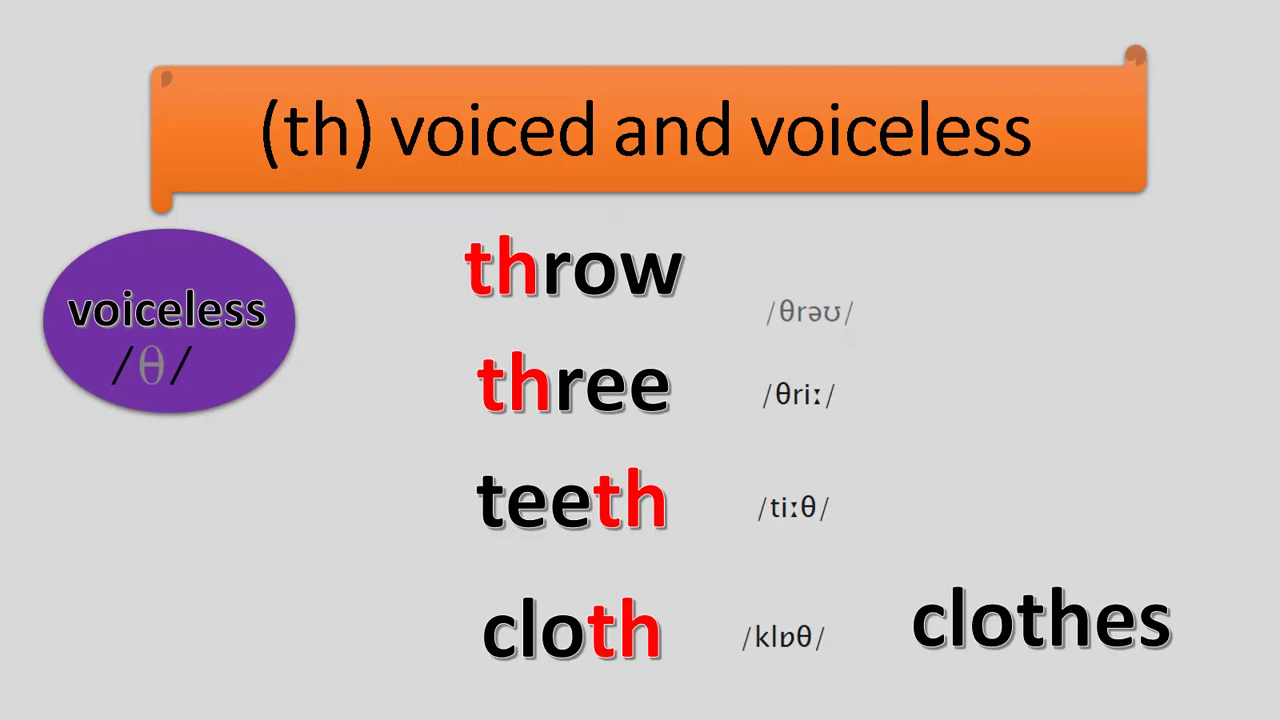 (th) voiced and voiceless
voiceless
/θ/
throw
/θrəʊ/
three
/θriː/
teeth
/tiːθ/
cloth
/klɒθ/
clothes